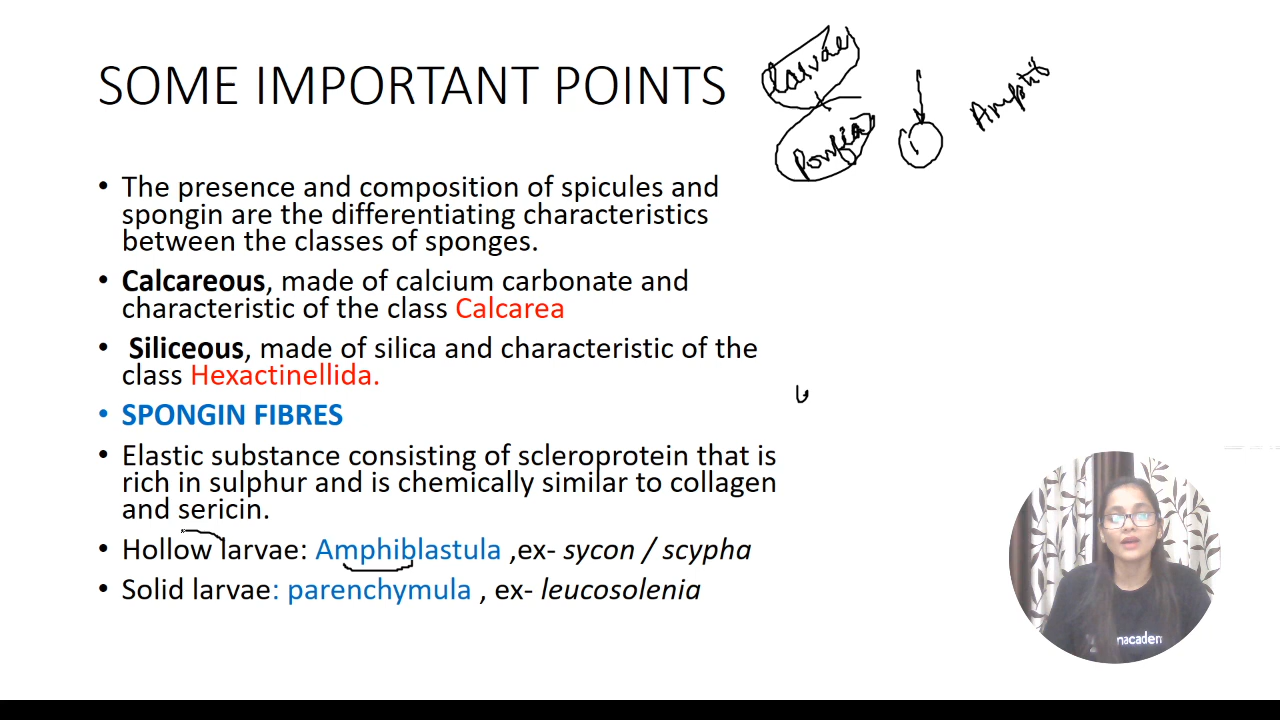 SOME IMPORTANT POINTS
Larvae
Porifera
• The presence and composition of spicules and
spongin are the differentiating characteristics
between the classes of sponges.
• Calcareous, made of calcium carbonate and
characteristic of the class Calcarea
• Siliceous, made of silica and characteristic of the
class Hexactinellida.
• SPONGIN FIBRES
• Elastic substance consisting of scleroprotein that is
rich in sulphur and is chemically similar to collagen
and sericin.
• Hollow larvae: Amphiblastula ,ex- sycon / scypha
• Solid larvae: parenchymula , ex- leucosolenia
nacadem